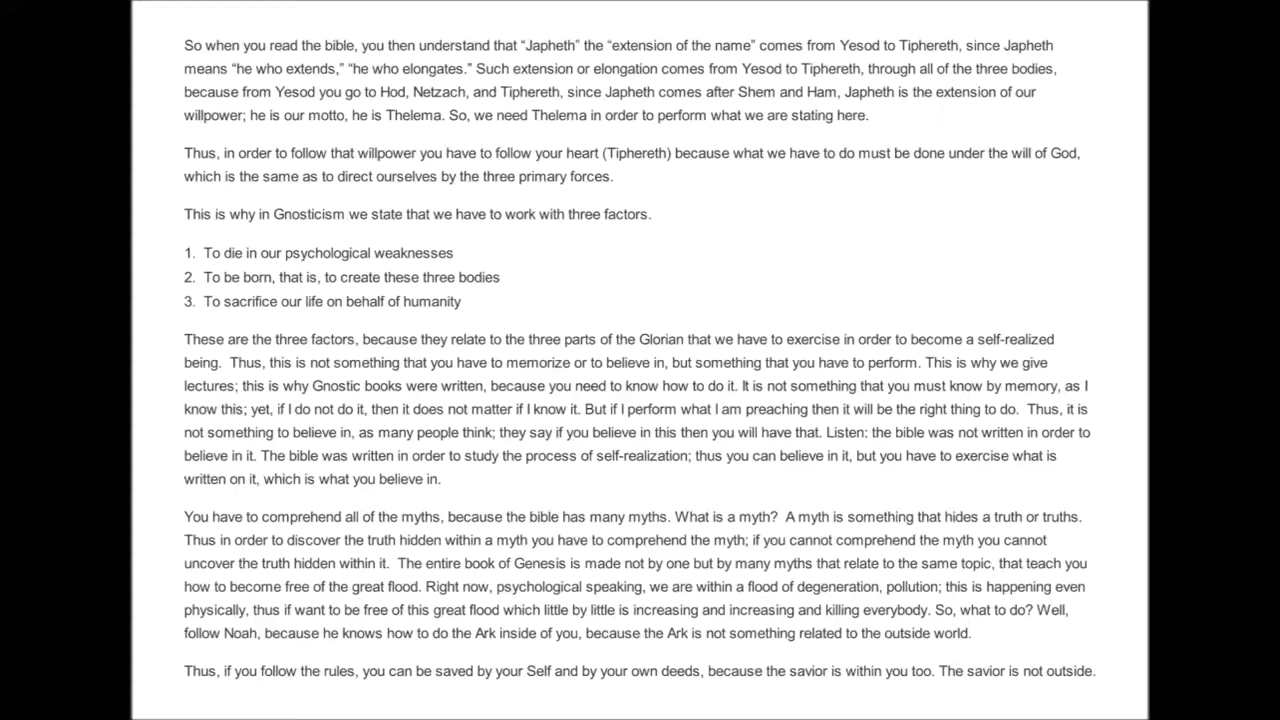 So when you read the bible, you then understand that “Japheth” the “extension of the name” comes from Yesod to Tiphereth, since Japheth
means “he who extends,” “he who elongates.” Such extension or elongation comes from Yesod to Tiphereth, through all of the three bodies,
because from Yesod you go to Hod, Netzach, and Tiphereth, since Japheth comes after Shem and Ham, Japheth is the extension of our
willpower; he is our motto, he is Thelema. So, we need Thelema in order to perform what we are stating here.
Thus, in order to follow that willpower you have to follow your heart (Tiphereth) because what we have to do must be done under the will of God,
which is the same as to direct ourselves by the three primary forces.
This is why in Gnosticism we state that we have to work with three factors.
1. To die in our psychological weaknesses
2. To be born, that is, to create these three bodies
3. To sacrifice our life on behalf of humanity
These are the three factors, because they relate to the three parts of the Glorian that we have to exercise in order to become a self-realized
being. Thus, this is not something that you have to memorize or to believe in, but something that you have to perform. This is why we give
lectures; this is why Gnostic books were written, because you need to know how to do it. It is not something that you must know by memory, as I
know this; yet, if I do not do it, then it does not matter if I know it. But if I perform what I am preaching then it will be the right thing to do. Thus, it is
not something to believe in, as many people think; they say if you believe in this then you will have that. Listen: the bible was not written in order to
believe in it. The bible was written in order to study the process of self-realization; thus you can believe in it, but you have to exercise what is
written on it, which is what you believe in.
You have to comprehend all of the myths, because the bible has many myths. What is a myth? A myth is something that hides a truth or truths.
Thus in order to discover the truth hidden within a myth you have to comprehend the myth; if you cannot comprehend the myth you cannot
uncover the truth hidden within it. The entire book of Genesis is made not by one but by many myths that relate to the same topic, that teach you
how to become free of the great flood. Right now, psychological speaking, we are within a flood of degeneration, pollution; this is happening even
physically, thus if want to be free of this great flood which little by little is increasing and increasing and killing everybody. So, what to do? Well,
follow Noah, because he knows how to do the Ark inside of you, because the Ark is not something related to the outside world.
Thus, if you follow the rules, you can be saved by your Self and by your own deeds, because the savior is within you too. The savior is not outside.